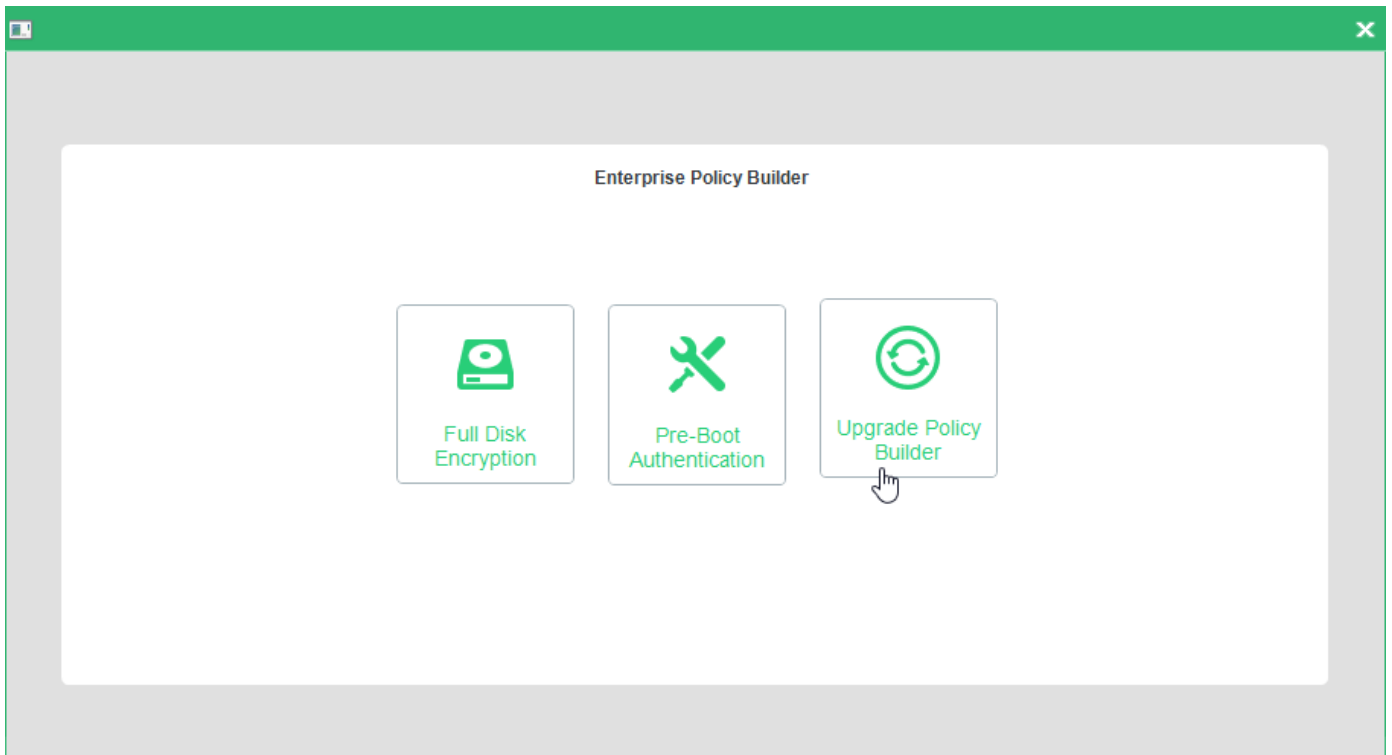 Enterprise Policy Builder
Full Disk
Encryption
Pre-Boot
Authentication
Upgrade Policy
Builder